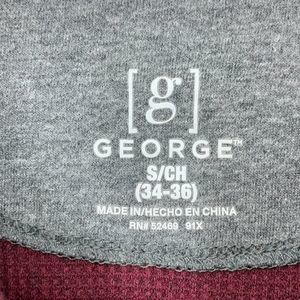 [g]
GEORGE™
S/CH
(34-36)
MADE IN/HECHO EN CHINA
RN# 52469 91X